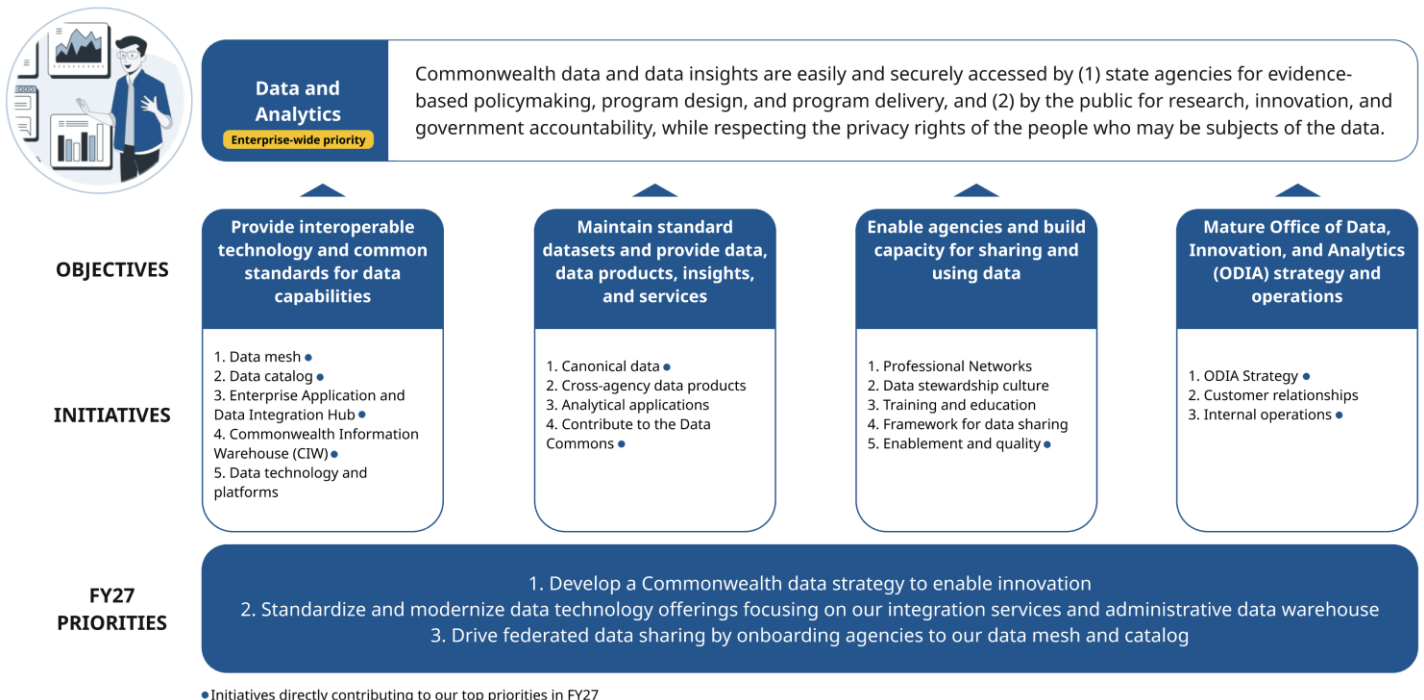 Data and
Analytics
Enterprise-wide priority
Commonwealth data and data insights are easily and securely accessed by (1) state agencies for evidence-
based policymaking, program design, and program delivery, and (2) by the public for research, innovation, and
government accountability, while respecting the privacy rights of the people who may be subjects of the data.
OBJECTIVES
Provide interoperable
technology and common
standards for data
capabilities
Maintain standard
datasets and provide data,
data products, insights,
and services
Enable agencies and build
capacity for sharing and
using data
Mature Office of Data,
Innovation, and Analytics
(ODIA) strategy and
operations
INITIATIVES
1. Data mesh ●
2. Data catalog ●
3. Enterprise Application and
Data Integration Hub ●
4. Commonwealth Information
Warehouse (CIW) ●
5. Data technology and
platforms
1. Canonical data ●
2. Cross-agency data products
3. Analytical applications
4. Contribute to the Data
Commons ●
1. Professional Networks
2. Data stewardship culture
3. Training and education
4. Framework for data sharing
5. Enablement and quality ●
1. ODIA Strategy ●
2. Customer relationships
3. Internal operations ●
FY27
PRIORITIES
1. Develop a Commonwealth data strategy to enable innovation
2. Standardize and modernize data technology offerings focusing on our integration services and administrative data warehouse
3. Drive federated data sharing by onboarding agencies to our data mesh and catalog
● Initiatives directly contributing to our top priorities in FY27